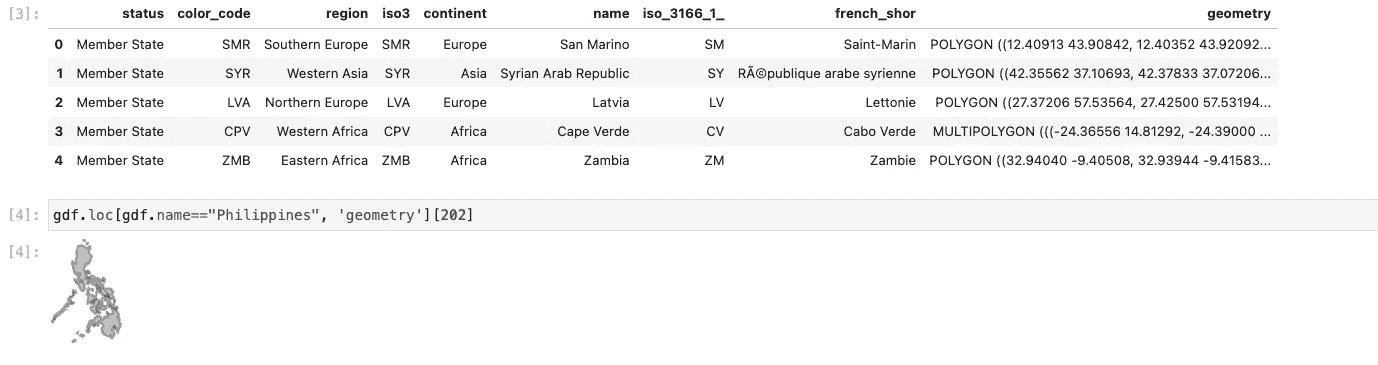 [3]: status color_code region iso3 continent name iso_3166_1_ french_shor geometry
0 Member State SMR Southern Europe SMR Europe San Marino SM Saint-Marin POLYGON ((12.40913 43.90842, 12.40352 43.92092...
1 Member State SYR Western Asia SYR Asia Syrian Arab Republic SY RÃ©publique arabe syrienne POLYGON ((42.35562 37.10693, 42.37833 37.07206...
2 Member State LVA Northern Europe LVA Europe Latvia LV Lettonie POLYGON ((27.37206 57.53564, 27.42500 57.53194...
3 Member State CPV Western Africa CPV Africa Cape Verde CV Cabo Verde MULTIPOLYGON (((-24.36556 14.81292, -24.39000 ...
4 Member State ZMB Eastern Africa ZMB Africa Zambia ZM Zambie POLYGON ((32.94040 -9.40508, 32.93944 -9.41583...
[4]: gdf.loc[gdf.name=="Philippines", 'geometry'][202]
[4]: